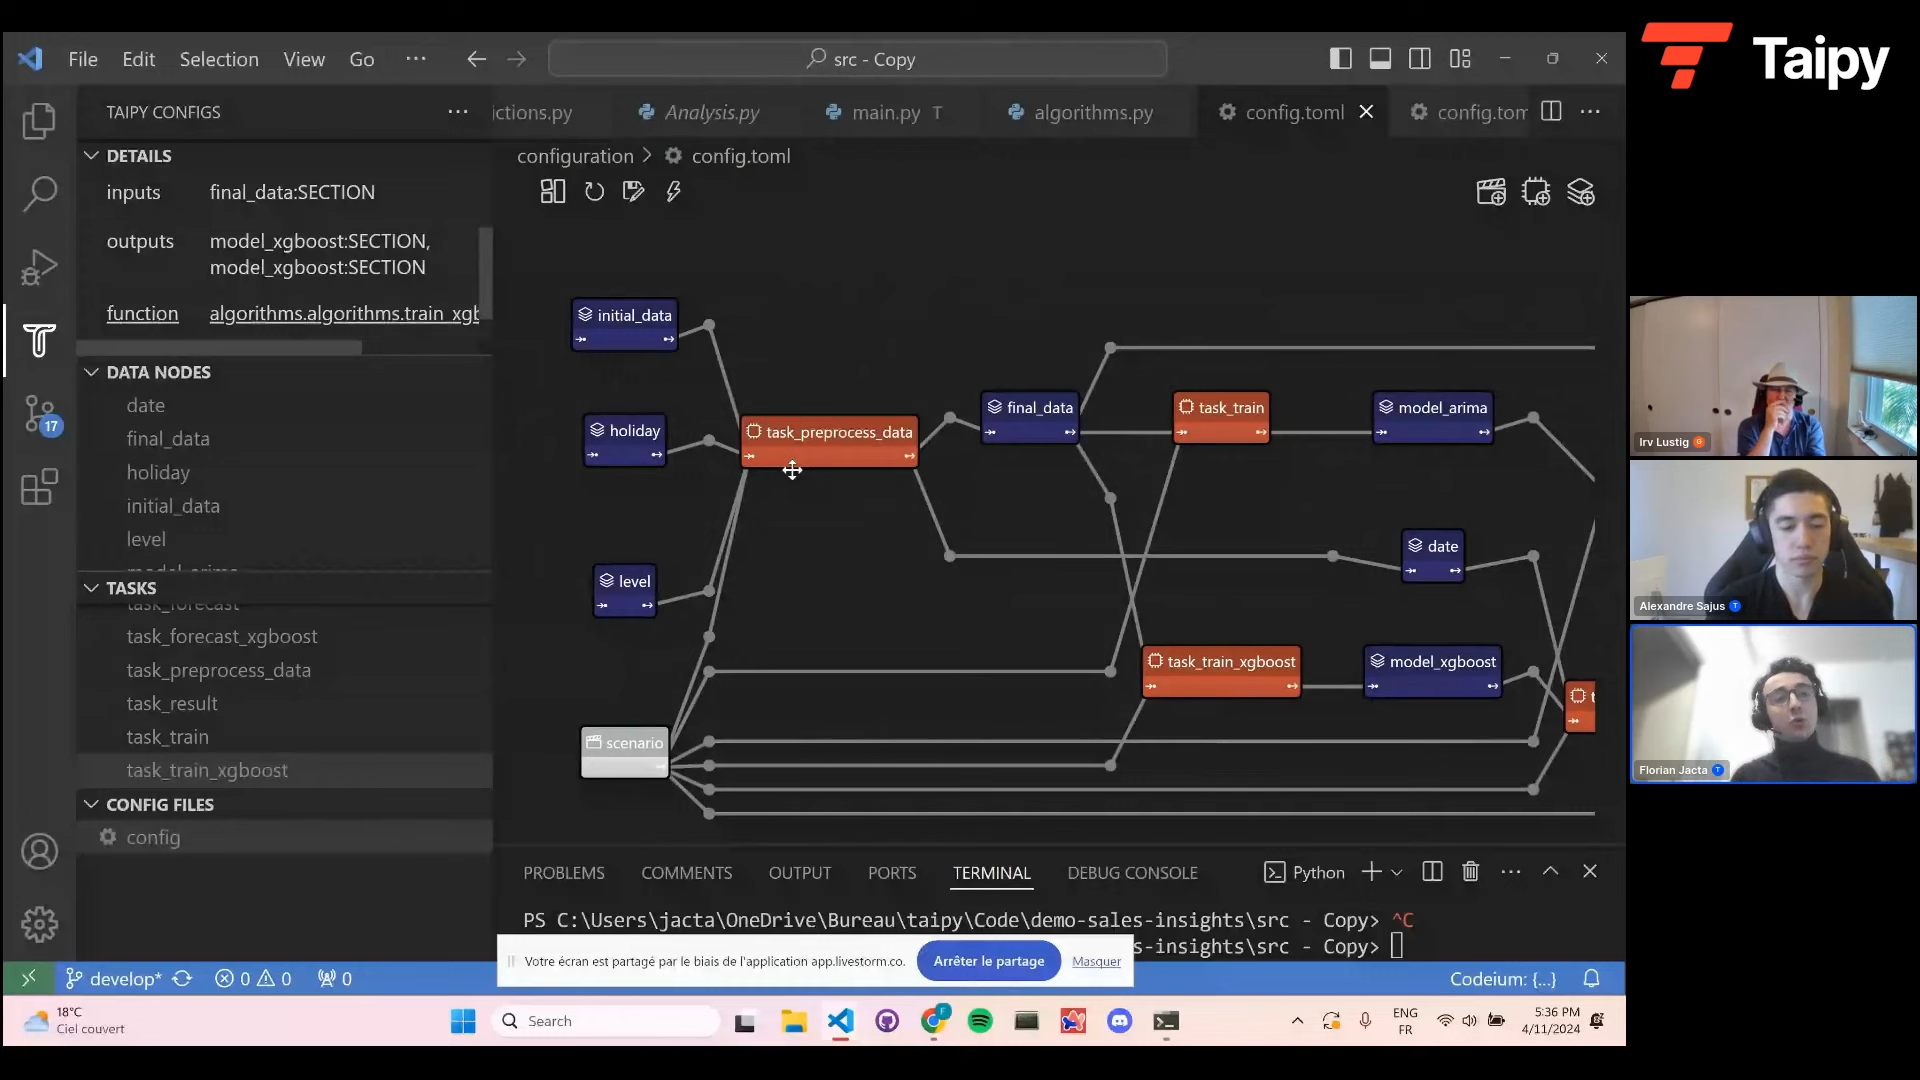 File Edit Selection View Go ··· src - Copy
Taipy
TAIPY CONFIGS
ictions.py Analysis.py main.py T algorithms.py config.toml config.tom
DETAILS
configuration > config.toml
inputs final_data:SECTION
outputs model_xgboost:SECTION,
model_xgboost:SECTION
function algorithms.algorithms.train_xgb
DATA NODES
date
final_data
holiday
initial_data
level
model_arima
TASKS
task_forecast
task_forecast_xgboost
task_preprocess_data
task_result
task_train
task_train_xgboost
CONFIG FILES
config
17
initial_data
holiday
task_preprocess_data
final_data
task_train
model_arima
level
date
task_train_xgboost
model_xgboost
t
scenario
PROBLEMS COMMENTS OUTPUT PORTS TERMINAL DEBUG CONSOLE Python
PS C:\Users\jacta\OneDrive\Bureau\taipy\Code\demo-sales-insights\src - Copy> ^C
s-insights\src - Copy>
Votre écran est partagé par le biais de l'application app.livestorm.co. Arrêter le partage Masquer
develop* 0 0 0 Codeium: {...}
18°C
Ciel couvert
Search
ENG
FR
5:36 PM
4/11/2024
Irv Lustig G
Alexandre Sajus T
Florian Jacta T